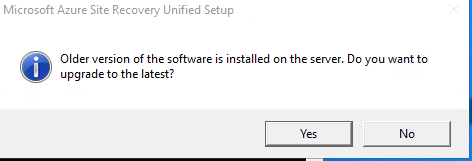 Microsoft Azure Site Recovery Unified Setup
Older version of the software is installed on the server. Do you want to
upgrade to the latest?
Yes
No